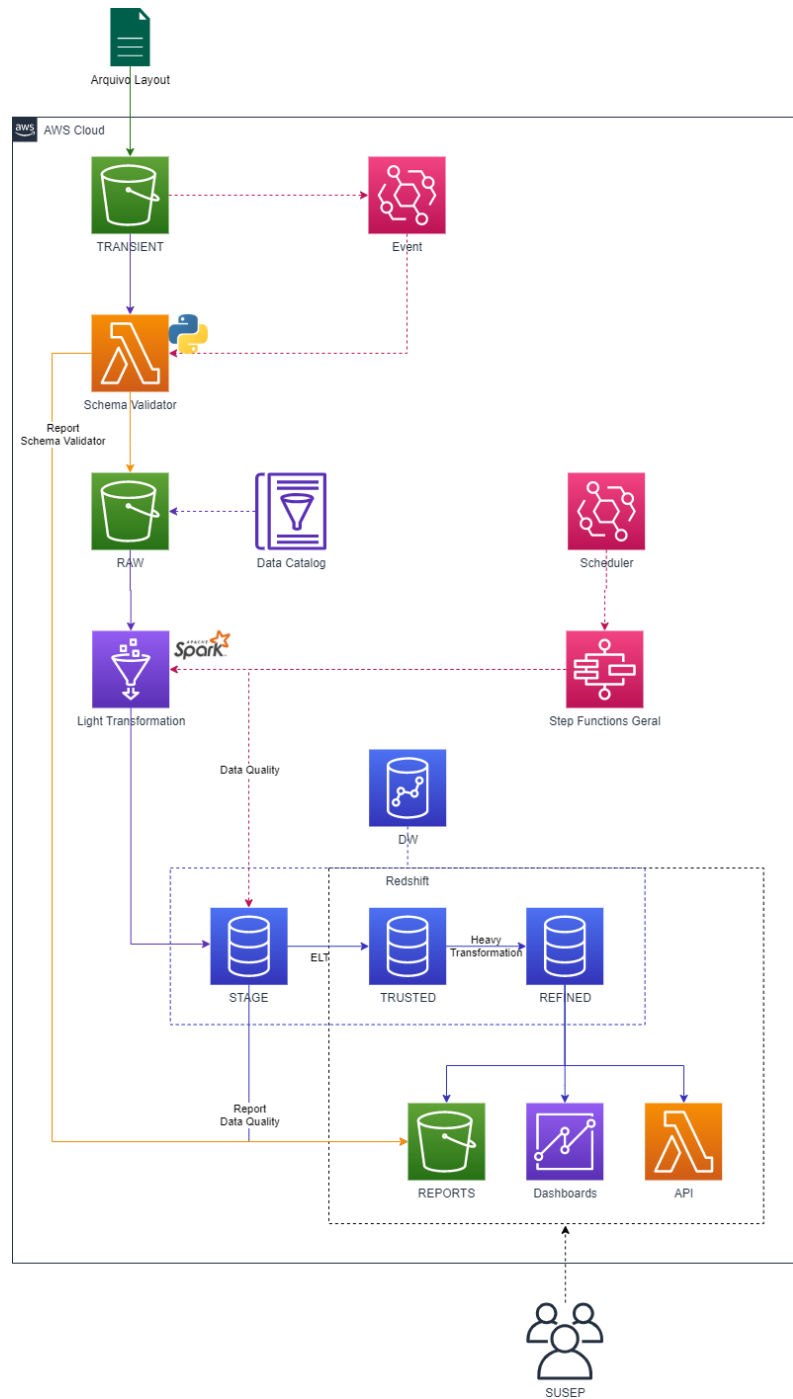 Arquivo Layout
aws
AWS Cloud
TRANSIENT
Event
Schema Validator
Report
Schema Validator
RAW
Data Catalog
Scheduler
APACHE
Spark
Light Transformation
Step Functions Geral
Data Quality
DW
Redshift
STAGE
ELT
TRUSTED
Heavy
Transformation
REFINED
Report
Data Quality
REPORTS
Dashboards
API
SUSEP